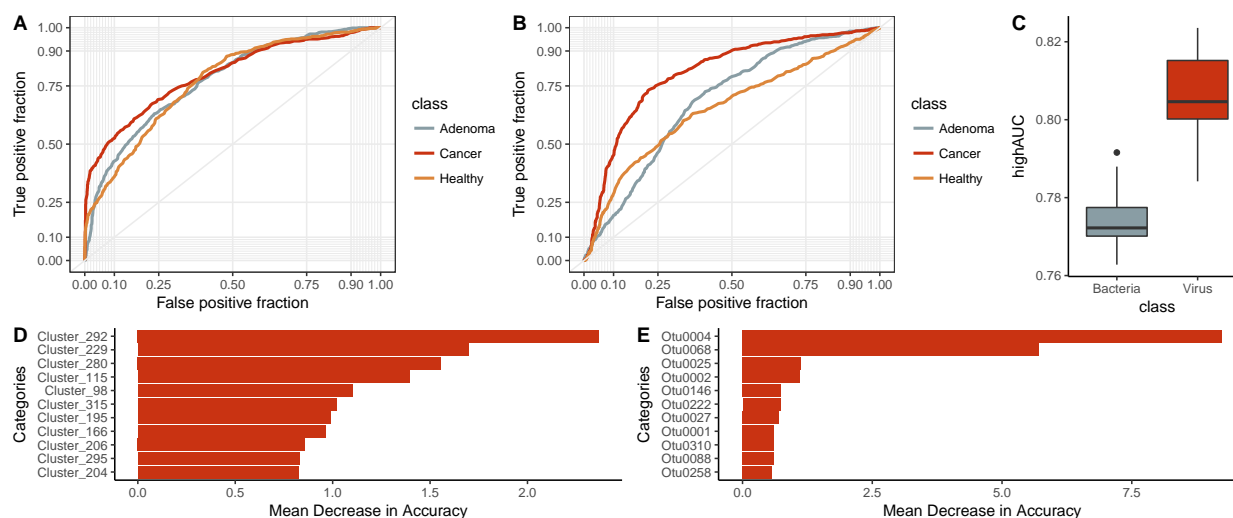 A
1.00
0.90
0.75
0.50
0.25
0.10
0.00
True positive fraction
0.00 0.10 0.25 0.50 0.75 0.90 1.00
False positive fraction
class
Adenoma
Cancer
Healthy
B
1.00
0.90
0.75
0.50
0.25
0.10
0.00
True positive fraction
0.00 0.10 0.25 0.50 0.75 0.90 1.00
False positive fraction
class
Adenoma
Cancer
Healthy
C
0.82
0.80
0.78
0.76
highAUC
Bacteria Virus
class
D
Cluster_292
Cluster_229
Cluster_280
Cluster_115
Cluster_98
Cluster_315
Cluster_195
Cluster_166
Cluster_206
Cluster_295
Cluster_204
Categories
0.0 0.5 1.0 1.5 2.0
Mean Decrease in Accuracy
E
Otu0004
Otu0068
Otu0025
Otu0002
Otu0146
Otu0222
Otu0027
Otu0001
Otu0310
Otu0088
Otu0258
Categories
0.0 2.5 5.0 7.5
Mean Decrease in Accuracy